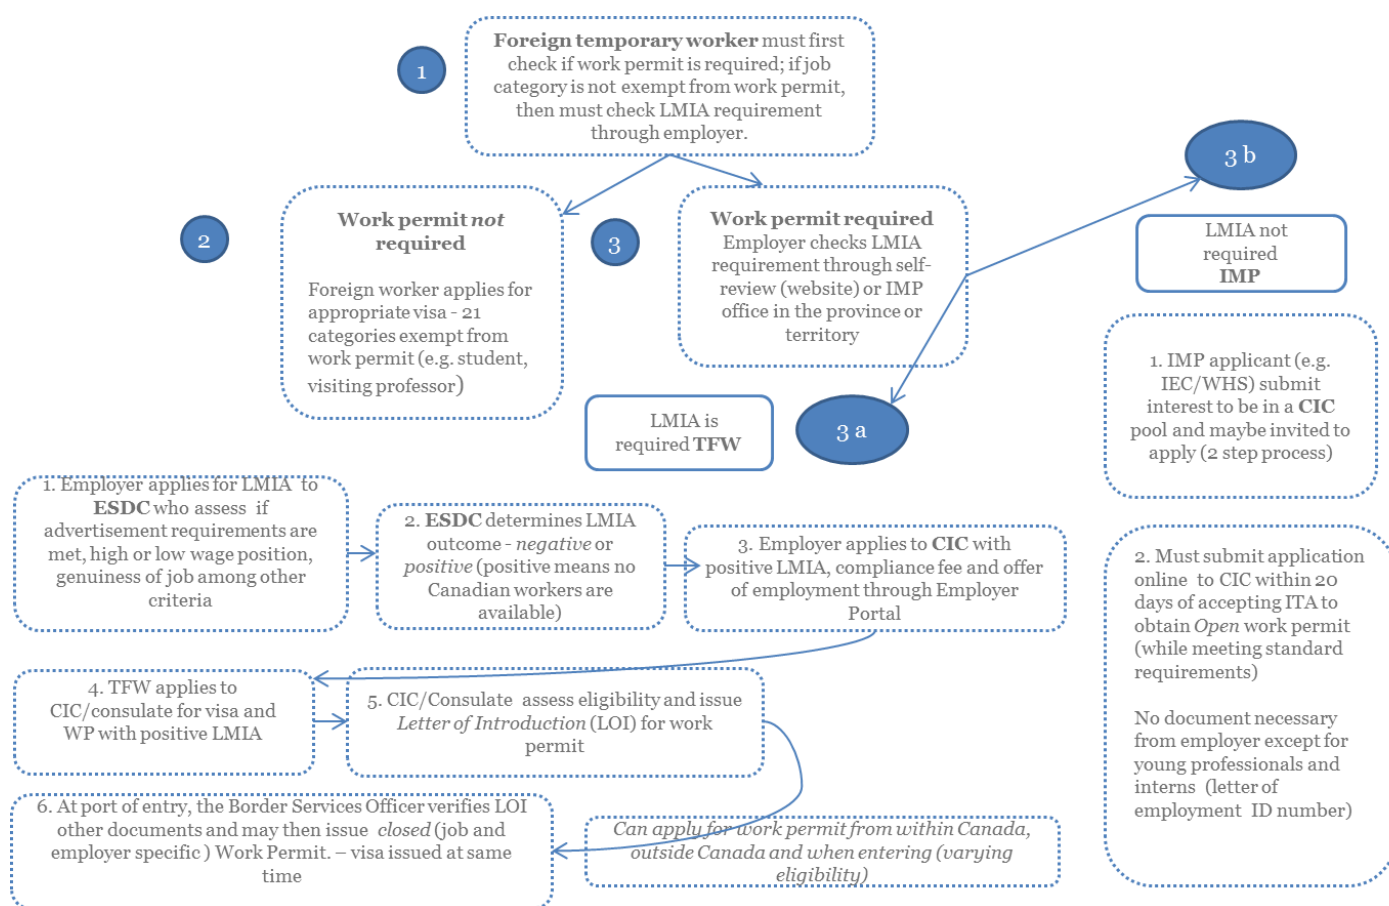 1
Foreign temporary worker must first
check if work permit is required; if job
category is not exempt from work permit,
then must check LMIA requirement
through employer.
2
Work permit not
required
Foreign worker applies for
appropriate visa - 21
categories exempt from
work permit (e.g. student,
visiting professor)
3
Work permit required
Employer checks LMIA
requirement through self-
review (website) or IMP
office in the province or
territory
3 b
LMIA not
required
IMP
1. IMP applicant (e.g.
IEC/WHS) submit
interest to be in a CIC
pool and maybe invited to
apply (2 step process)
2. Must submit application
online to CIC within 20
days of accepting ITA to
obtain Open work permit
(while meeting standard
requirements)
No document necessary
from employer except for
young professionals and
interns (letter of
employment ID number)
LMIA is
required TFW
3 a
1. Employer applies for LMIA to
ESDC who assess if
advertisement requirements are
met, high or low wage position,
genuiness of job among other
criteria
2. ESDC determines LMIA
outcome - negative or
positive (positive means no
Canadian workers are
available)
3. Employer applies to CIC with
positive LMIA, compliance fee and offer
of employment through Employer
Portal
4. TFW applies to
CIC/consulate for visa and
WP with positive LMIA
5. CIC/Consulate assess eligibility and issue
Letter of Introduction (LOI) for work
permit
6. At port of entry, the Border Services Officer verifies LOI
other documents and may then issue closed (job and
employer specific ) Work Permit. – visa issued at same
time
Can apply for work permit from within Canada,
outside Canada and when entering (varying
eligibility)